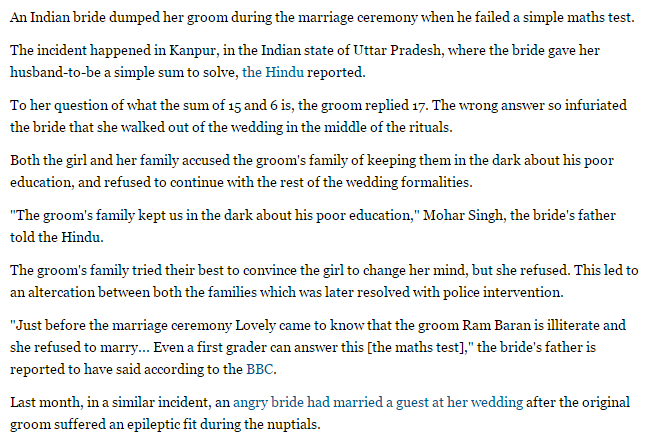 An Indian bride dumped her groom during the marriage ceremony when he failed a simple maths test.
The incident happened in Kanpur, in the Indian state of Uttar Pradesh, where the bride gave her
husband-to-be a simple sum to solve, the Hindu reported.
To her question of what the sum of 15 and 6 is, the groom replied 17. The wrong answer so infuriated
the bride that she walked out of the wedding in the middle of the rituals.
Both the girl and her family accused the groom's family of keeping them in the dark about his poor
education, and refused to continue with the rest of the wedding formalities.
"The groom's family kept us in the dark about his poor education," Mohar Singh, the bride's father
told the Hindu.
The groom's family tried their best to convince the girl to change her mind, but she refused. This led to
an altercation between both the families which was later resolved with police intervention.
"Just before the marriage ceremony Lovely came to know that the groom Ram Baran is illiterate and
she refused to marry... Even a first grader can answer this [the maths test]," the bride's father is
reported to have said according to the BBC.
Last month, in a similar incident, an angry bride had married a guest at her wedding after the original
groom suffered an epileptic fit during the nuptials.